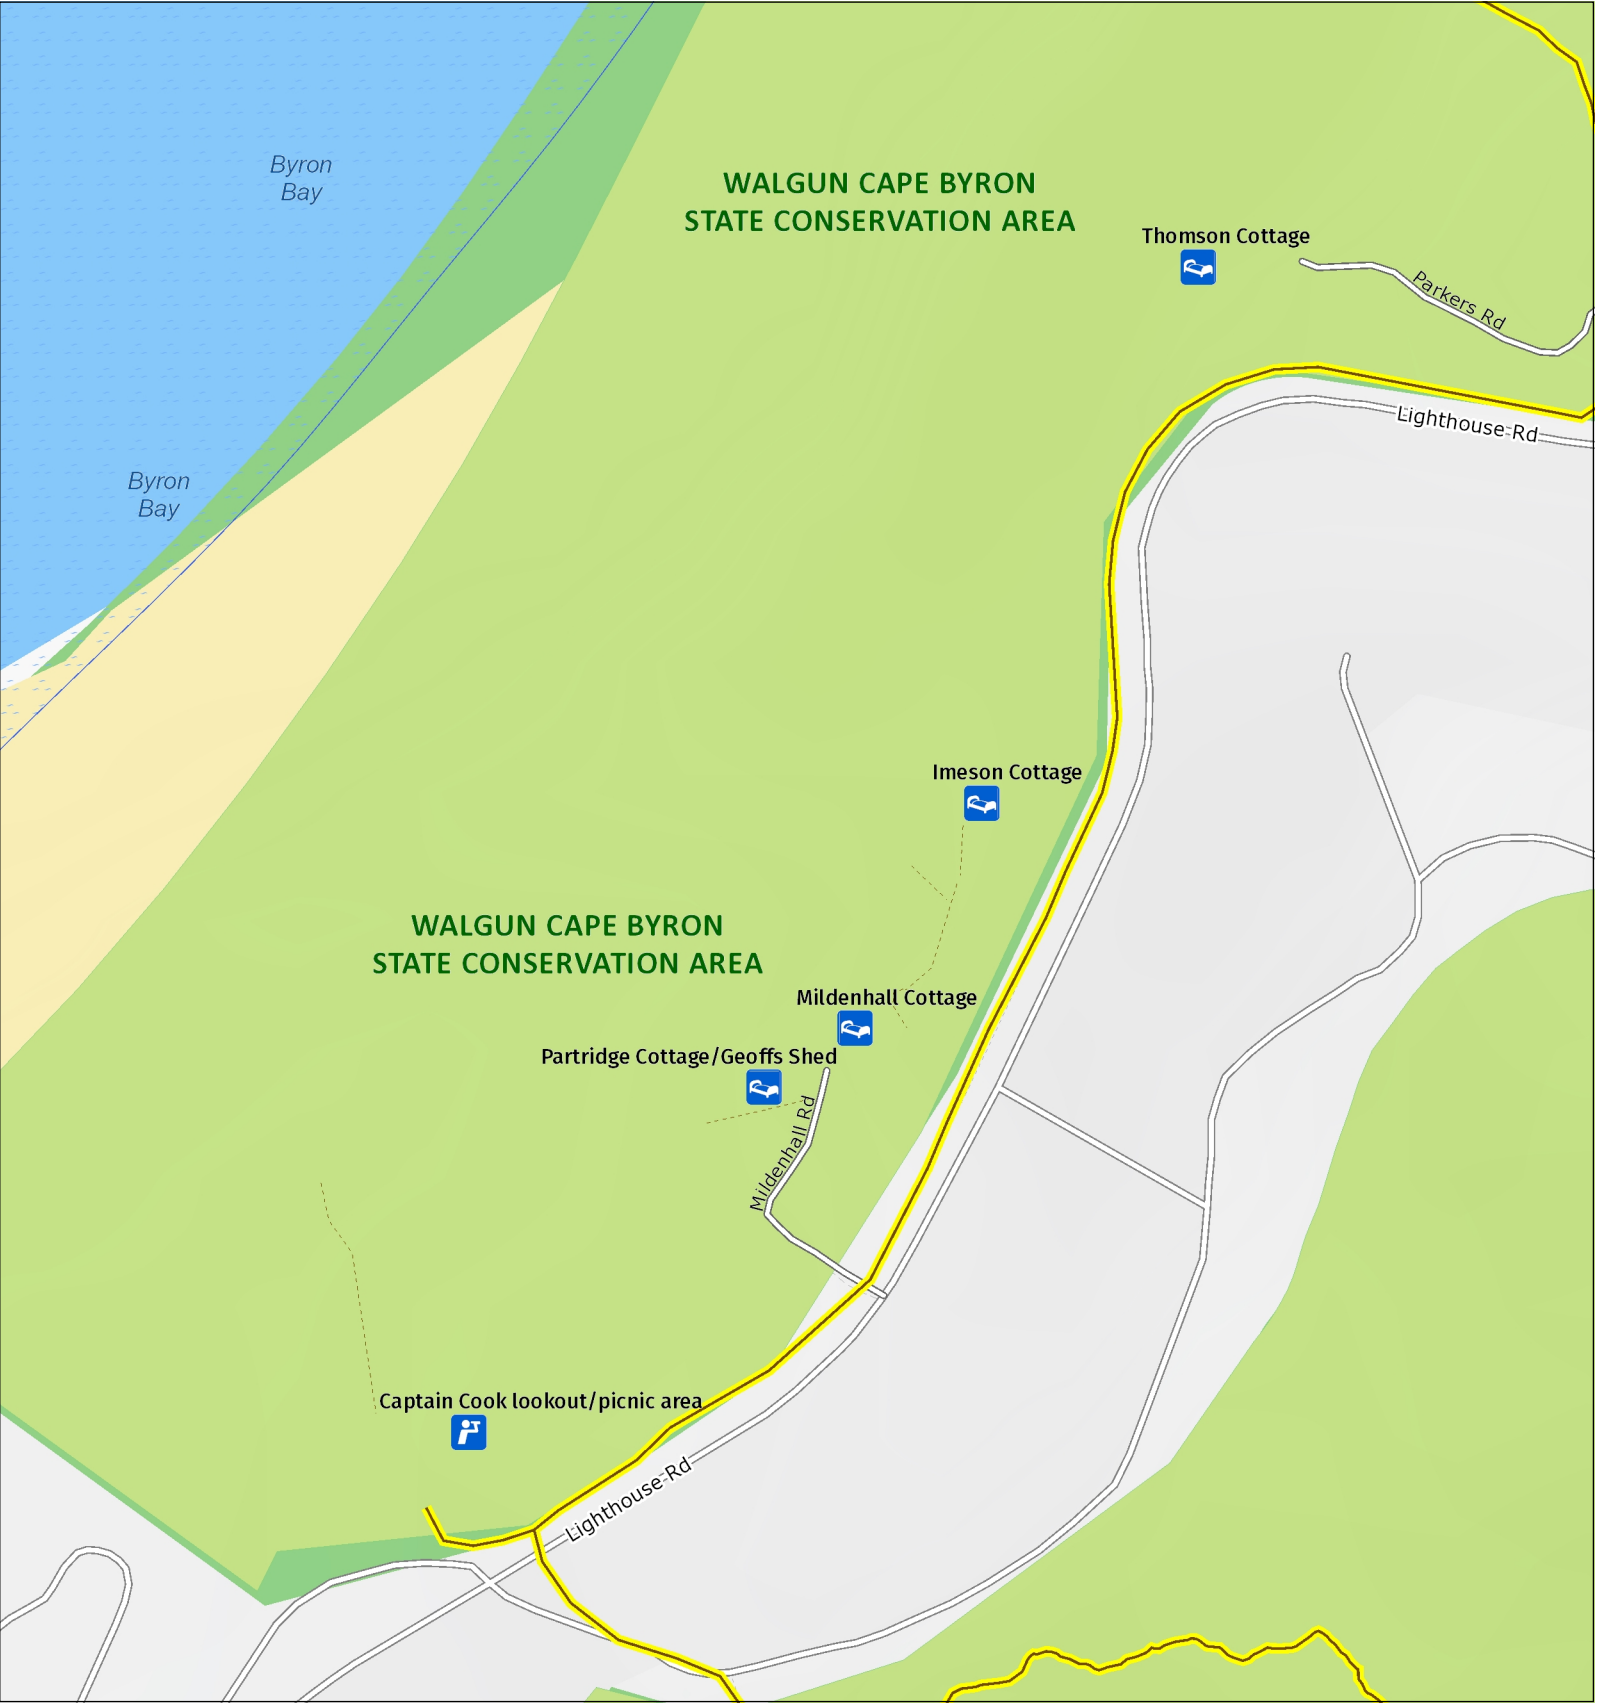 Byron
Bay
WALGUN CAPE BYRON
STATE CONSERVATION AREA
Thomson Cottage
Parkers Rd
Lighthouse Rd
Byron
Bay
Imeson Cottage
WALGUN CAPE BYRON
STATE CONSERVATION AREA
Mildenhall Cottage
Partridge Cottage/Geoffs Shed
Mildenhall Rd
Captain Cook lookout/picnic area
Lighthouse Rd